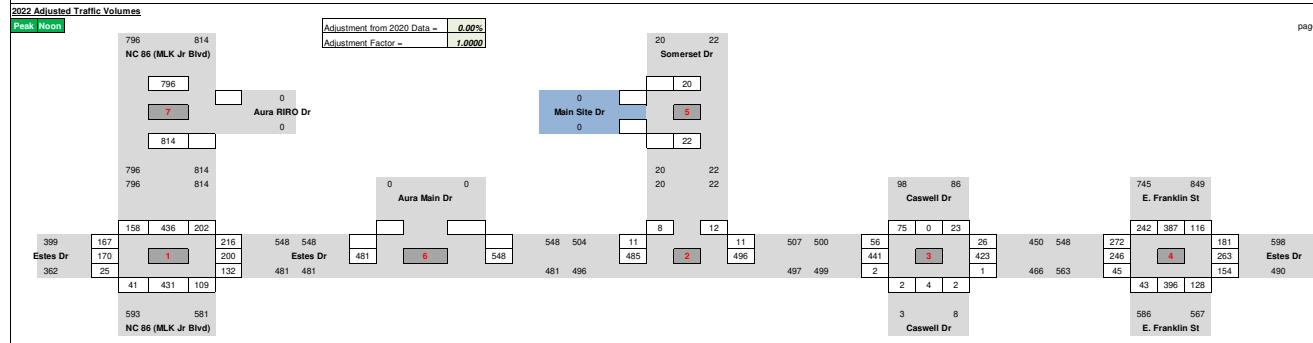 2022 Adjusted Traffic Volumes
Peak Noon
Adjustment from 2020 Data = 0.00%
Adjustment Factor = 1.0000
pag
796 814 20 22
NC 86 (MLK Jr Blvd) Somerset Dr
796 20
0 0
7 Aura RIRO Dr Main Site Dr 5
0 0
814 22
796 814 20 22
796 814 0 0 20 22 98 86 745 849
Aura Main Dr Caswell Dr E. Franklin St
158 436 202 8 12 75 0 23 242 387 116
399 167 216 548 548 548 504 11 11 507 500 56 26 450 548 272 181 598
Estes Dr 170 1 200 Estes Dr 481 6 548 485 2 496 441 3 423 246 4 263 Estes Dr
362 25 132 481 481 481 496 497 499 2 1 466 563 45 154 490
41 431 109 2 4 2 43 396 128
593 581 3 8 586 567
NC 86 (MLK Jr Blvd) Caswell Dr E. Franklin St